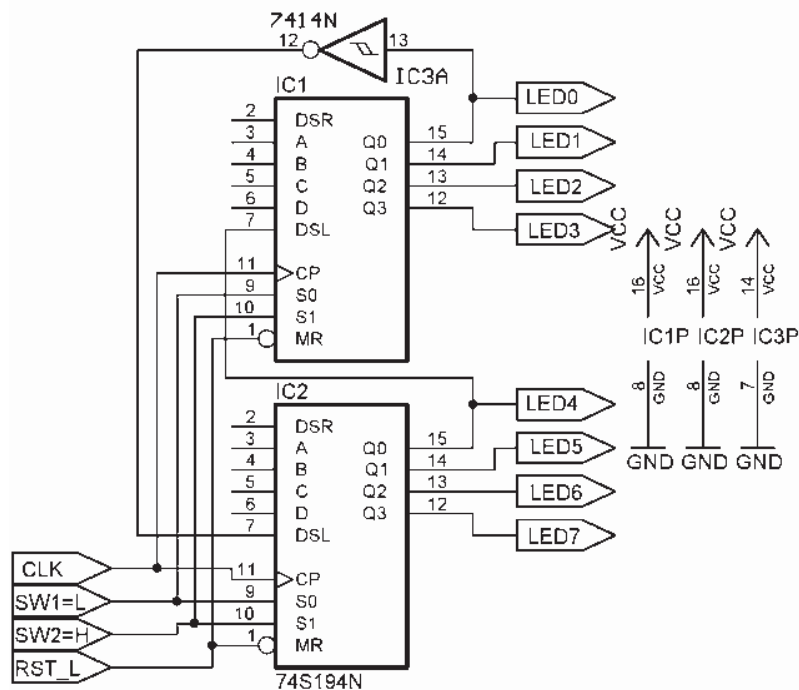 7414N
12
13
IC3A
IC1
LED0
2 DSR
3 A Q0 15
LED1
4 B Q1 14
5 C Q2 13
LED2
6 D Q3 12
7 DSL
LED3
11 CP
9 S0
10 S1
1 MR
VCC VCC VCC
16 VCC 16 VCC 14 VCC
IC1P IC2P IC3P
8 GND 8 GND 7 GND
GND GND GND
IC2
LED4
2 DSR
3 A Q0 15
LED5
4 B Q1 14
5 C Q2 13
LED6
6 D Q3 12
7 DSL
LED7
CLK
11 CP
SW1=L
9 S0
SW2=H
10 S1
1 MR
RST_L
74S194N